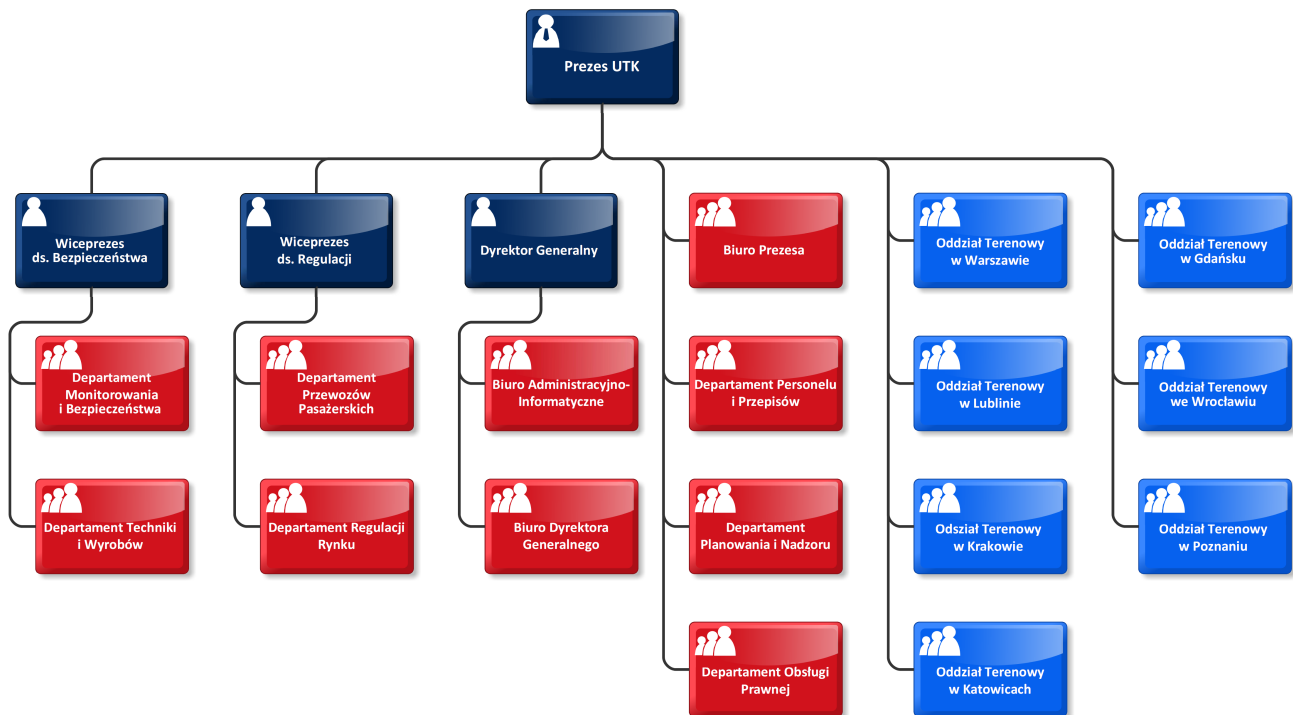 Prezes UTK
Wiceprezes
ds. Bezpieczeństwa
Wiceprezes
ds. Regulacji
Dyrektor Generalny
Biuro Prezesa
Oddział Terenowy
w Warszawie
Oddział Terenowy
w Gdańsku
Departament
Monitorowania
i Bezpieczeństwa
Departament
Przewozów
Pasażerskich
Biuro Administracyjno-
Informatyczne
Departament Personelu
i Przepisów
Oddział Terenowy
w Lublinie
Oddział Terenowy
we Wrocławiu
Departament Techniki
i Wyrobów
Departament Regulacji
Rynku
Biuro Dyrektora
Generalnego
Departament
Planowania i Nadzoru
Odsział Terenowy
w Krakowie
Oddział Terenowy
w Poznaniu
Departament Obsługi
Prawnej
Oddział Terenowy
w Katowicach